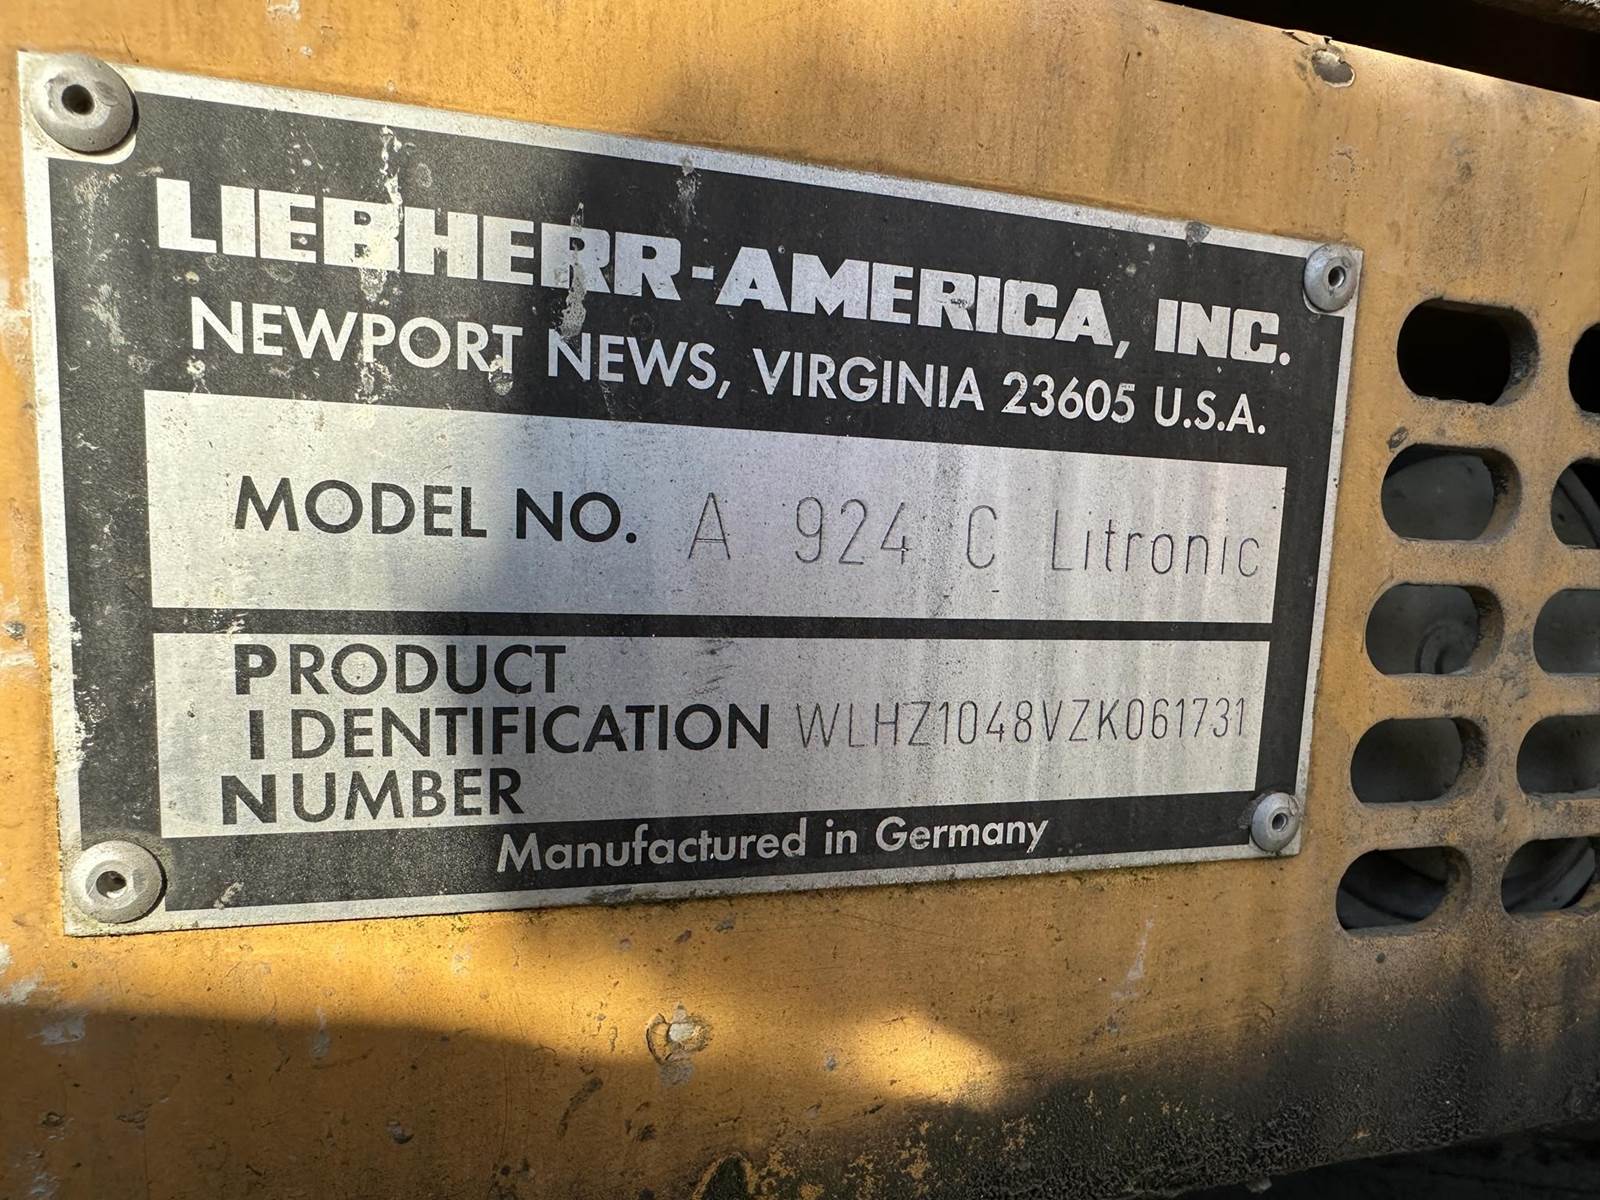 LIEBHERR-AMERICA, INC.
NEWPORT NEWS, VIRGINIA 23605 U.S.A.
MODEL NO. A 924 C Litronic
PRODUCT
IDENTIFICATION WLHZ1048VZK061731
NUMBER
Manufactured in Germany